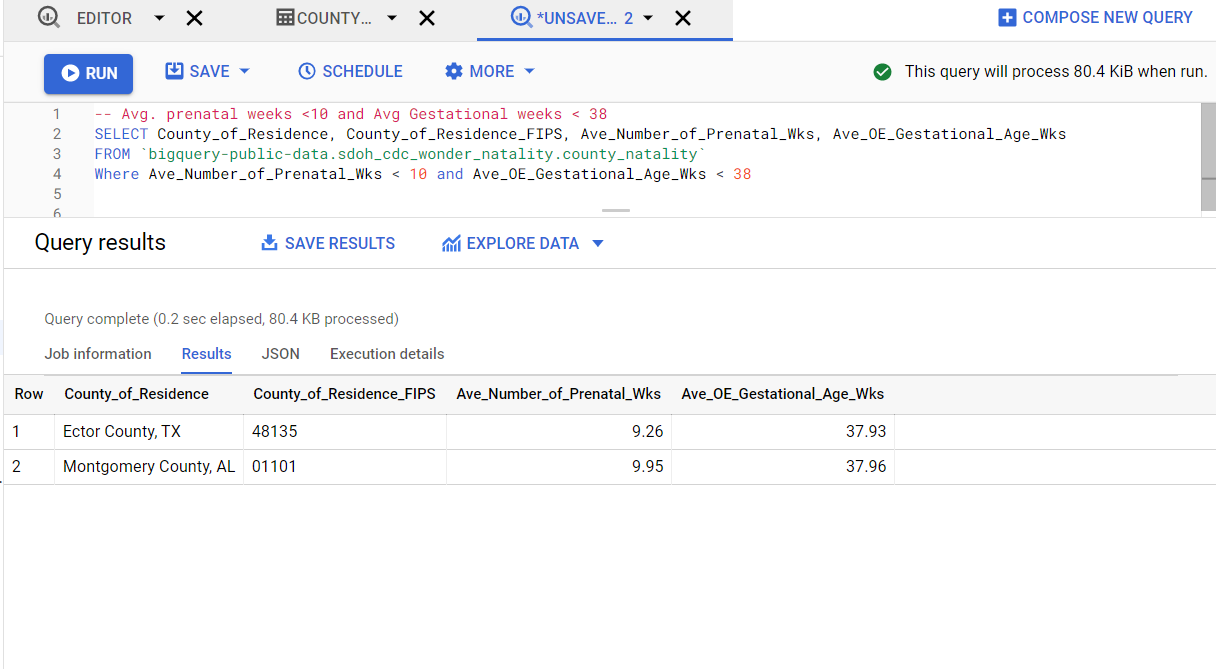 EDITOR
COUNTY...
*UNSAVE... 2
COMPOSE NEW QUERY
RUN
SAVE
SCHEDULE
MORE
This query will process 80.4 KiB when run.
1 -- Avg. prenatal weeks <10 and Avg Gestational weeks < 38
2 SELECT County_of_Residence, County_of_Residence_FIPS, Ave_Number_of_Prenatal_Wks, Ave_OE_Gestational_Age_Wks
3 FROM `bigquery-public-data.sdoh_cdc_wonder_natality.county_natality`
4 Where Ave_Number_of_Prenatal_Wks < 10 and Ave_OE_Gestational_Age_Wks < 38
5
6
Query results
SAVE RESULTS
EXPLORE DATA
Query complete (0.2 sec elapsed, 80.4 KB processed)
Job information Results JSON Execution details
Row County_of_Residence County_of_Residence_FIPS Ave_Number_of_Prenatal_Wks Ave_OE_Gestational_Age_Wks
1 Ector County, TX 48135 9.26 37.93
2 Montgomery County, AL 01101 9.95 37.96